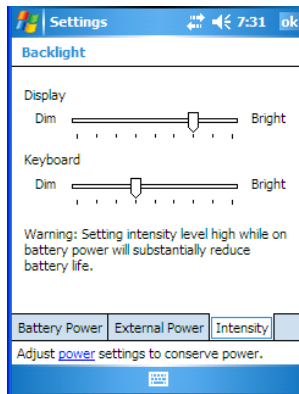 Settings 7:31 ok
Backlight
Display
Dim Bright
Keyboard
Dim Bright
Warning: Setting intensity level high while on
battery power will substantially reduce
battery life.
Battery Power External Power Intensity
Adjust power settings to conserve power.